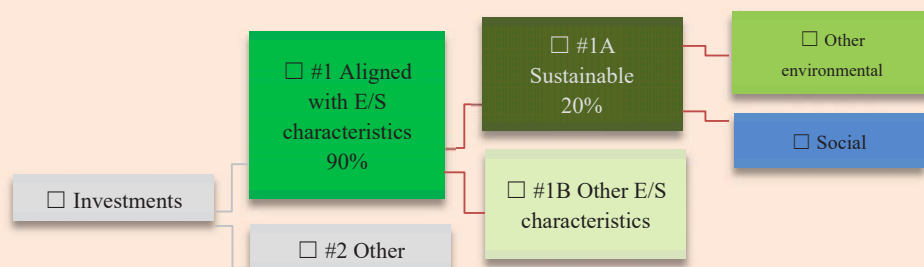 ☐ Investments
☐ #1 Aligned
with E/S
characteristics
90%
☐ #2 Other
☐ #1A
Sustainable
20%
☐ #1B Other E/S
characteristics
☐ Other
environmental
☐ Social